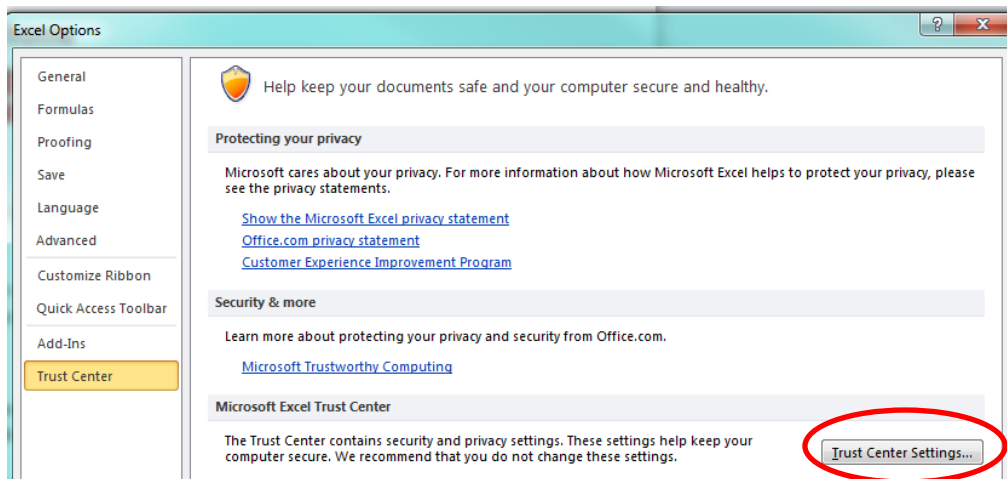 Excel Options
?
X
General
Formulas
Proofing
Save
Language
Advanced
Customize Ribbon
Quick Access Toolbar
Add-Ins
Trust Center
Help keep your documents safe and your computer secure and healthy.
Protecting your privacy
Microsoft cares about your privacy. For more information about how Microsoft Excel helps to protect your privacy, please
see the privacy statements.
Show the Microsoft Excel privacy statement
Office.com privacy statement
Customer Experience Improvement Program
Security & more
Learn more about protecting your privacy and security from Office.com.
Microsoft Trustworthy Computing
Microsoft Excel Trust Center
The Trust Center contains security and privacy settings. These settings help keep your
computer secure. We recommend that you do not change these settings.
Trust Center Settings...